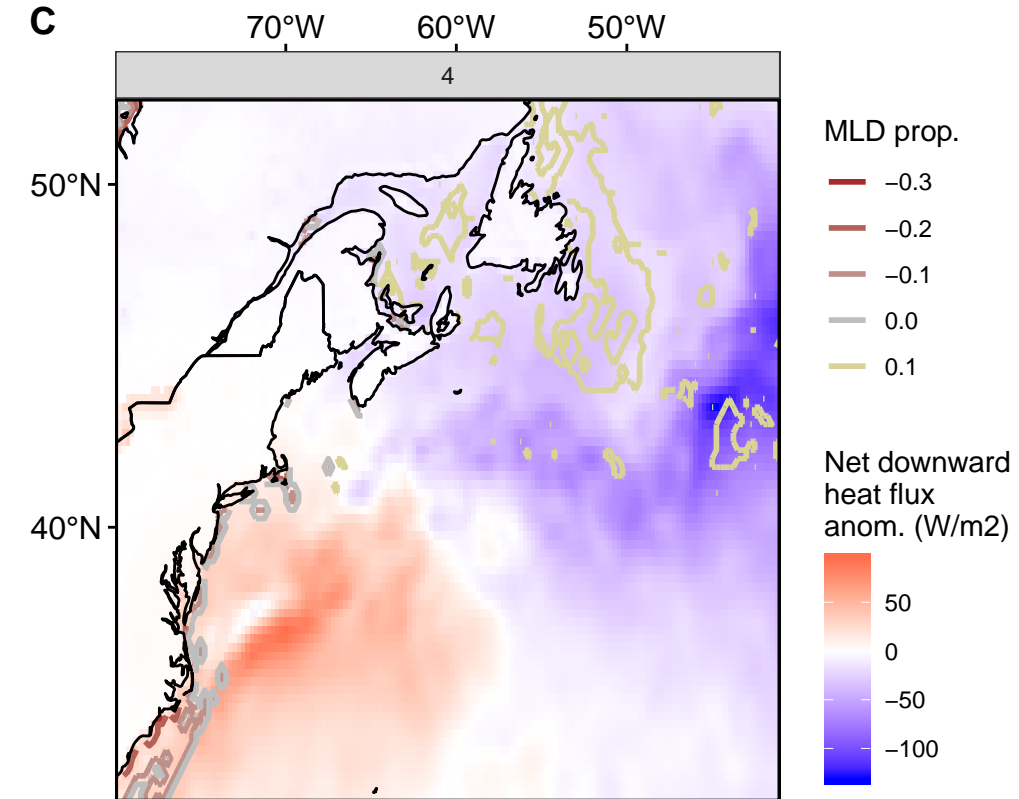 C
70°W 60°W 50°W
4
50°N
40°N
MLD prop.
−0.3
−0.2
−0.1
0.0
0.1
Net downward
heat flux
anom. (W/m2)
50
0
−50
−100